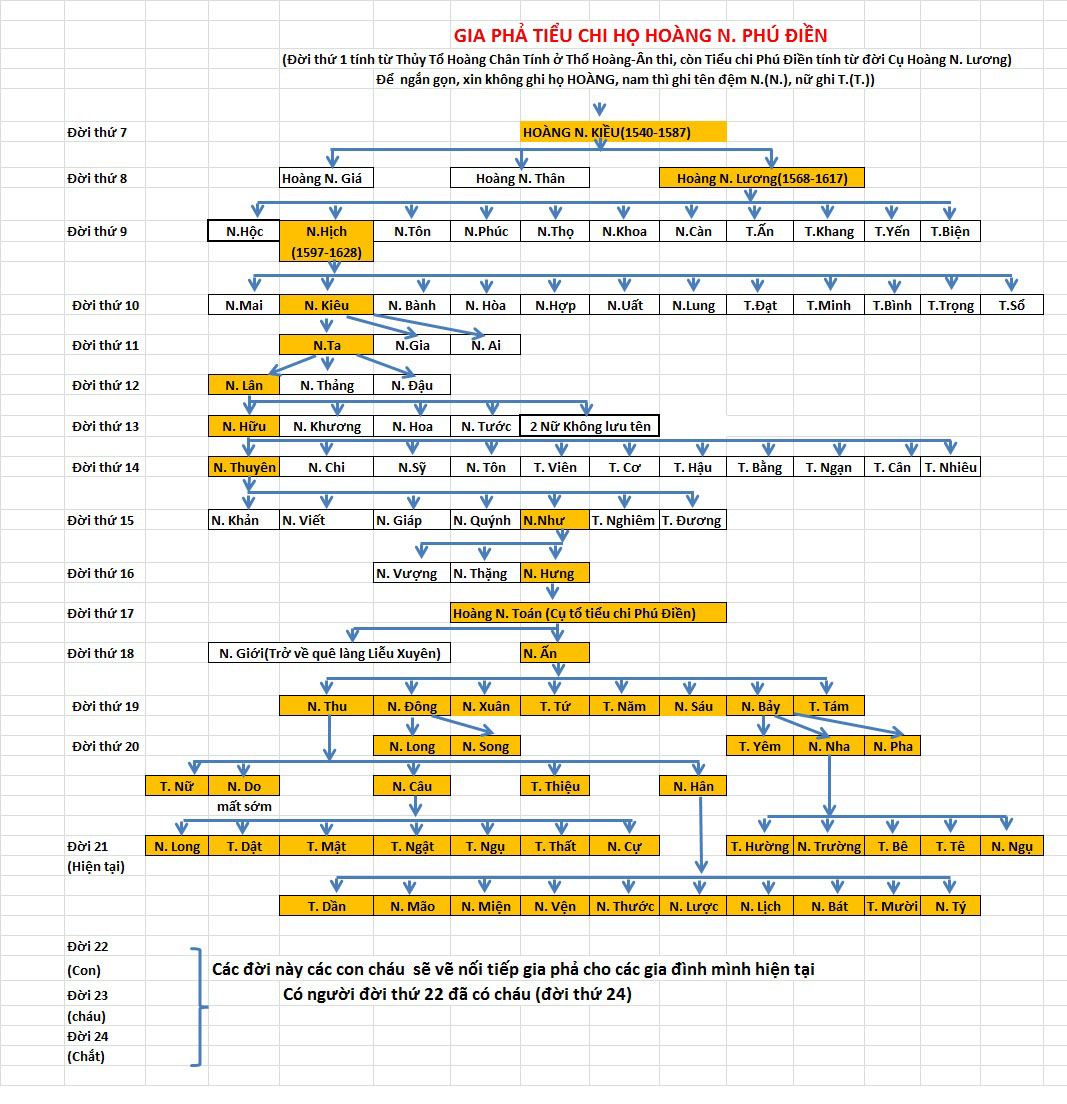 GIA PHẢ TIỂU CHI HỌ HOÀNG N. PHÚ ĐIỀN
(Đời thứ 1 tính từ Thủy Tổ Hoàng Chân Tính ở Thổ Hoàng-Ân thi, còn Tiểu chi Phú Điền tính từ đời Cụ Hoàng N. Lương)
Để ngắn gọn, xin không ghi họ HOÀNG, nam thì ghi tên đệm N.(N.), nữ ghi T.(T.))
Đời thứ 7 HOÀNG N. KIỀU(1540-1587)
Đời thứ 8 Hoàng N. Giá Hoàng N. Thân Hoàng N. Lương(1568-1617)
Đời thứ 9 N.Hộc N.Hịch N.Tôn N.Phúc N.Thọ N.Khoa N.Càn T.Ấn T.Khang T.Yến T.Biện
(1597-1628)
Đời thứ 10 N.Mai N. Kiêu N. Bành N. Hòa N.Hợp N.Uất N.Lung T.Đạt T.Minh T.Bình T.Trọng T.Sổ
Đời thứ 11 N.Ta N.Gia N. Ai
Đời thứ 12 N. Lân N. Thảng N. Đậu
Đời thứ 13 N. Hữu N. Khương N. Hoa N. Tước 2 Nữ Không lưu tên
Đời thứ 14 N. Thuyên N. Chi N.Sỹ N. Tôn T. Viên T. Cơ T. Hậu T. Bằng T. Ngạn T. Cân T. Nhiêu
Đời thứ 15 N. Khản N. Viết N. Giáp N. Quýnh N.Như T. Nghiêm T. Đương
Đời thứ 16 N. Vượng N. Thặng N. Hưng
Đời thứ 17 Hoàng N. Toán (Cụ tổ tiểu chi Phú Điền)
Đời thứ 18 N. Giới(Trở về quê làng Liễu Xuyên) N. Ấn
Đời thứ 19 N. Thu N. Đông N. Xuân T. Tứ T. Năm N. Sáu N. Bảy T. Tám
Đời thứ 20 N. Long N. Song T. Yêm N. Nha N. Pha
T. Nữ N. Do N. Câu T. Thiệu N. Hân
mất sớm
Đời 21 N. Long T. Dật T. Mật T. Ngật T. Ngụ T. Thất N. Cự T. Hường N. Trường T. Bê T. Tê N. Ngụ
(Hiện tại)
T. Dần N. Mão N. Miện N. Vện N. Thước N. Lược N. Lịch N. Bát T. Mười N. Tý
Đời 22
(Con) Các đời này các con cháu sẽ vẽ nối tiếp gia phả cho các gia đình mình hiện tại
Đời 23 Có người đời thứ 22 đã có cháu (đời thứ 24)
(cháu)
Đời 24
(Chắt)